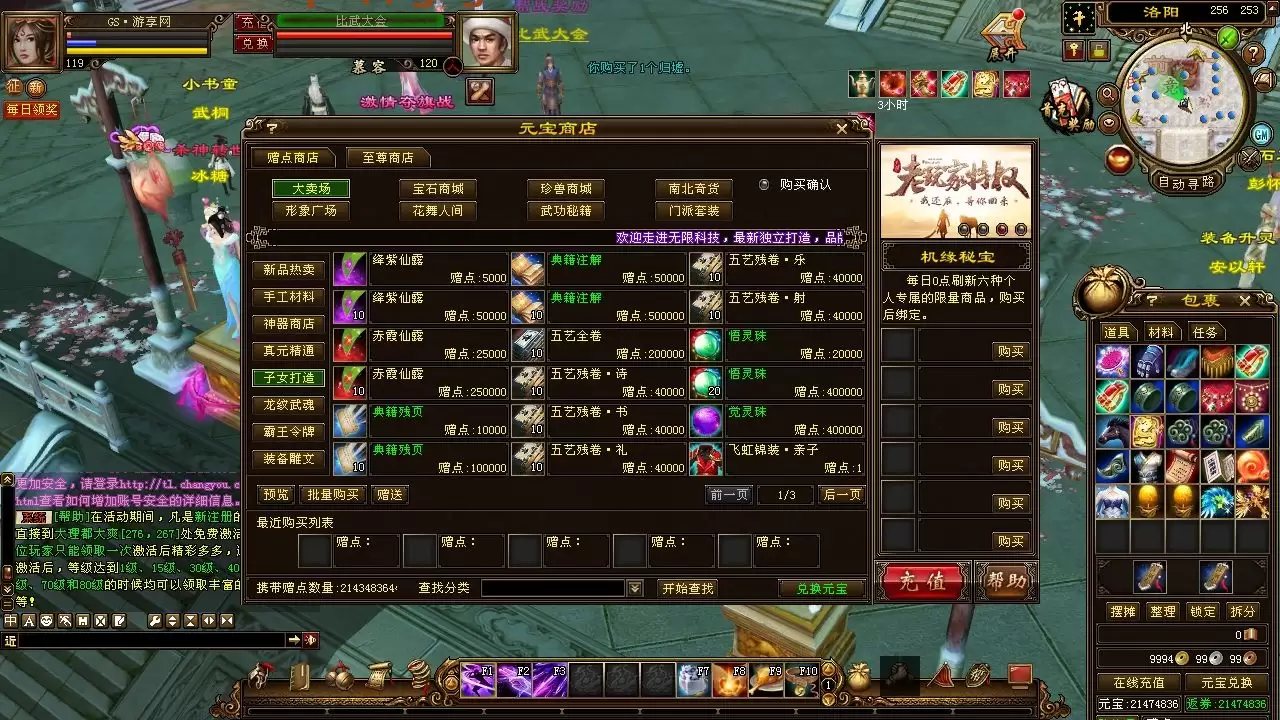 GS·游享网
119
充值
兑换
比武大会
慕容
120
征
新
每日领奖
小书童
武桐
杀神转世
冰糖
激情夺旗战
比武大会
你购买了1个归墟。
展开
3小时
首充奖励
洛阳
256
253
北
GM
自动寻路
装备升灵
安以轩
元宝商店
赠点商店
至尊商店
大卖场
宝石商城
珍兽商城
南北奇货
购买确认
形象广场
花舞人间
武功秘籍
门派套装
欢迎走进无限科技，最新独立打造，品
新品热卖
手工材料
神器商店
真元精通
子女打造
龙纹武魂
霸王令牌
装备雕文
绛紫仙露
赠点:5000
典籍注解
赠点:50000
五艺残卷·乐
10
赠点:40000
绛紫仙露
10
赠点:50000
典籍注解
10
赠点:500000
五艺残卷·射
10
赠点:40000
赤霞仙露
赠点:25000
五艺全卷
10
赠点:200000
悟灵珠
赠点:20000
赤霞仙露
10
赠点:250000
五艺残卷·诗
10
赠点:40000
悟灵珠
20
赠点:400000
典籍残页
赠点:10000
五艺残卷·书
10
赠点:40000
觉灵珠
赠点:400000
典籍残页
10
赠点:100000
五艺残卷·礼
10
赠点:40000
飞虹锦装·亲子
赠点:1
预览
批量购买
赠送
前一页
1/3
后一页
最近购买列表
赠点：
赠点：
赠点：
赠点：
赠点：
携带赠点数量:2147483647
查找分类
开始查找
兑换元宝
老玩家特权
我还在，等你回来
机缘秘宝
每日0点刷新六种个
人专属的限量商品，购买
后绑定。
购买
购买
购买
购买
购买
购买
充值
帮助
包裹
道具
材料
任务
摆摊
整理
锁定
拆分
0
9994
99
99
在线充值
元宝兑换
元宝:21474836
返券:21474836
更加安全，请登录http://tl.changyou.c
html查看如何增加账号安全的详细信息。
[帮助]在活动期间，凡是新注册的
直接到大理都大爽[276，267]处免费激活
位玩家只能领取一次激活后精彩多多，
激活后，等级达到1级、15级、30级、40
级、70级和80级的时候均可以领取丰富的
等！
近
F1
F2
F3
F7
F8
F9
F10